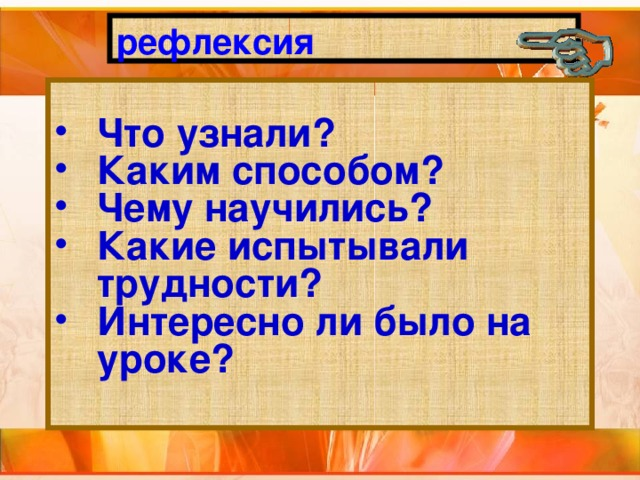 рефлексия
• Что узнали?
• Каким способом?
• Чему научились?
• Какие испытывали
трудности?
• Интересно ли было на
уроке?